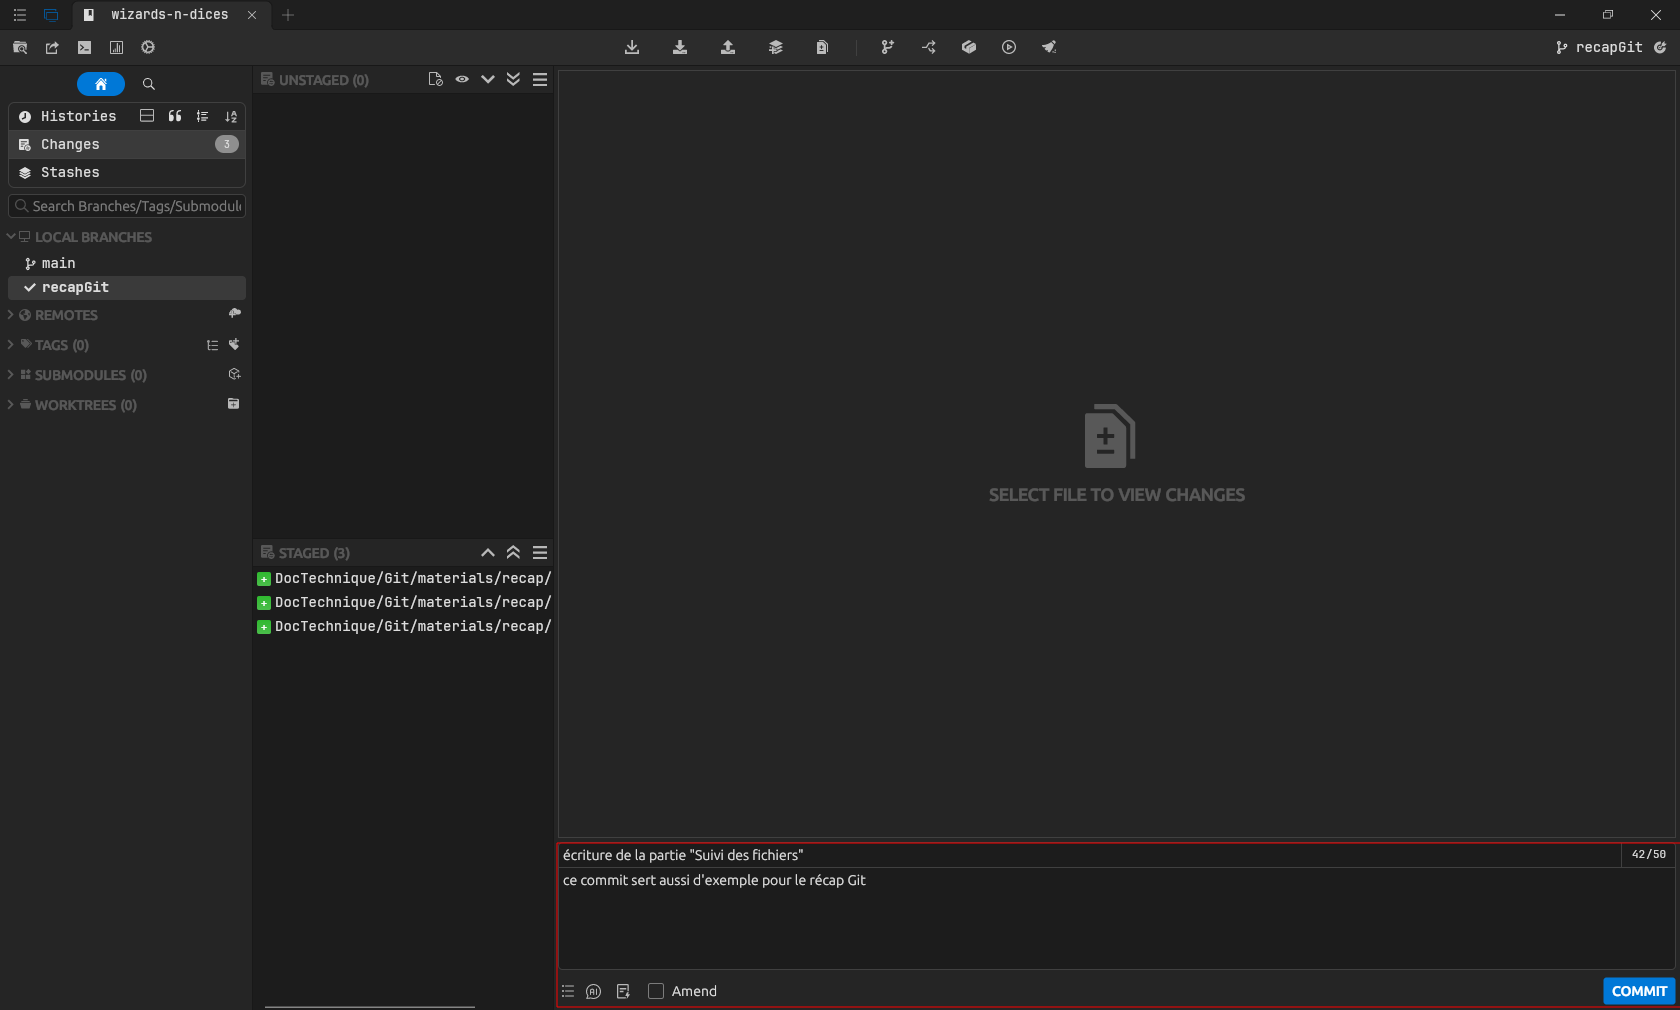 wizards-n-dices
recapGit
Histories
Changes 3
Stashes
Search Branches/Tags/Submodul
LOCAL BRANCHES
main
recapGit
REMOTES
TAGS (0)
SUBMODULES (0)
WORKTREES (0)
UNSTAGED (0)
STAGED (3)
DocTechnique/Git/materials/recap/
DocTechnique/Git/materials/recap/
DocTechnique/Git/materials/recap/
SELECT FILE TO VIEW CHANGES
écriture de la partie "Suivi des fichiers" 42/50
ce commit sert aussi d'exemple pour le récap Git
AI Amend COMMIT